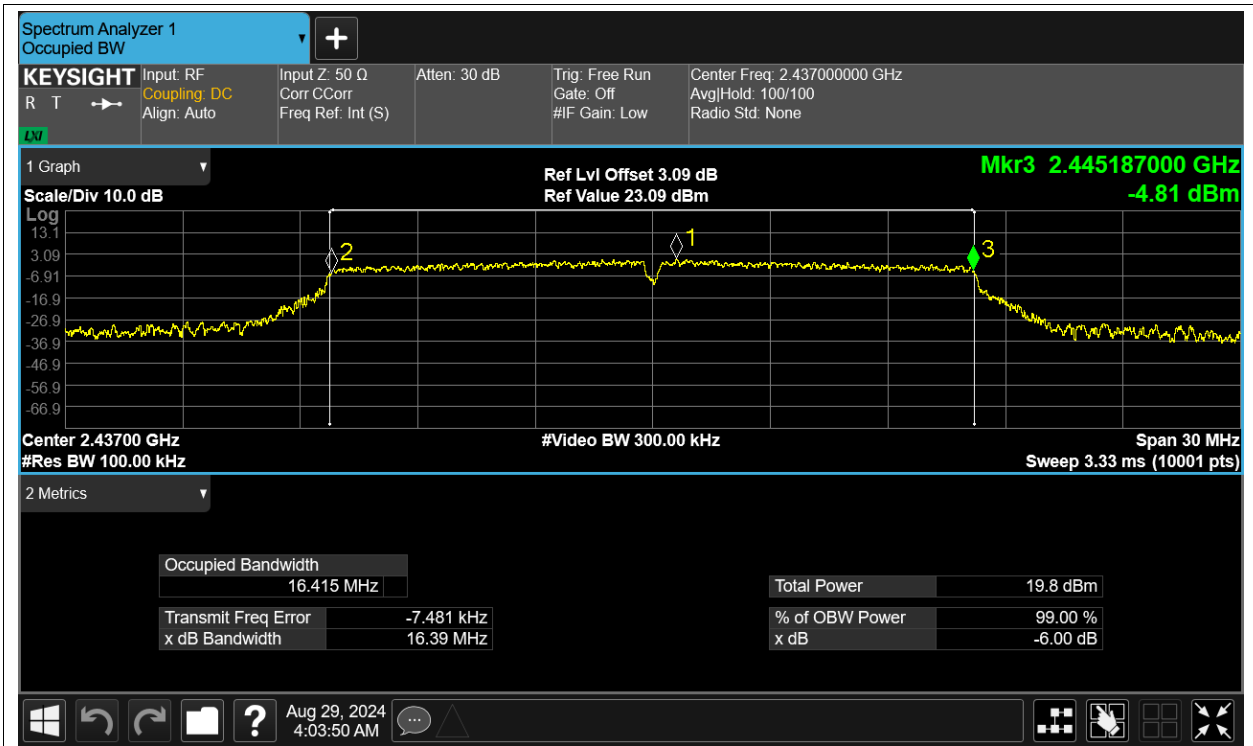 Spectrum Analyzer 1
Occupied BW
KEYSIGHT
R T
LXI
Input: RF
Coupling: DC
Align: Auto
Input Z: 50 Ω
Corr CCorr
Freq Ref: Int (S)
Atten: 30 dB
Trig: Free Run
Gate: Off
#IF Gain: Low
Center Freq: 2.437000000 GHz
Avg|Hold: 100/100
Radio Std: None
1 Graph
Scale/Div 10.0 dB
Ref Lvl Offset 3.09 dB
Ref Value 23.09 dBm
Mkr3 2.445187000 GHz
-4.81 dBm
Log
13.1
3.09
-6.91
-16.9
-26.9
-36.9
-46.9
-56.9
-66.9
2
1
3
Center 2.43700 GHz
#Res BW 100.00 kHz
#Video BW 300.00 kHz
Span 30 MHz
Sweep 3.33 ms (10001 pts)
2 Metrics
Occupied Bandwidth
16.415 MHz
Transmit Freq Error -7.481 kHz
x dB Bandwidth 16.39 MHz
Total Power 19.8 dBm
% of OBW Power 99.00 %
x dB -6.00 dB
?
Aug 29, 2024
4:03:50 AM